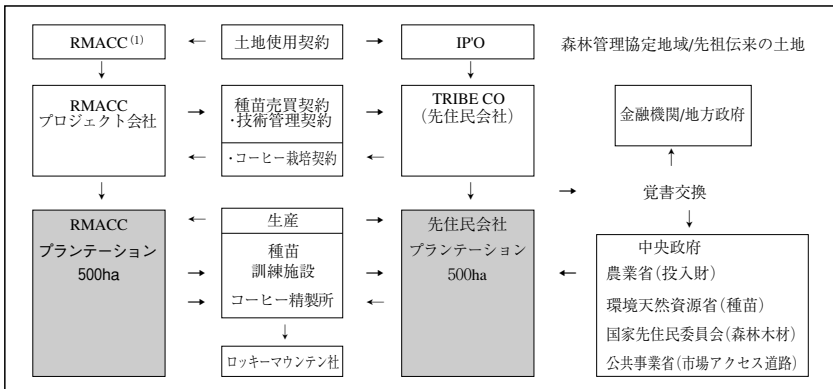 RMACC(1)
土地使用契約
IP'O
森林管理協定地域/先祖伝来の土地
RMACC
プロジェクト会社
種苗売買契約
・技術管理契約
・コーヒー栽培契約
TRIBE CO
(先住民会社)
金融機関/地方政府
覚書交換
RMACC
プランテーション
500ha
生産
種苗
訓練施設
コーヒー精製所
ロッキーマウンテン社
先住民会社
プランテーション
500ha
中央政府
農業省(投入財)
環境天然資源省(種苗)
国家先住民委員会(森林木材)
公共事業省(市場アクセス道路)